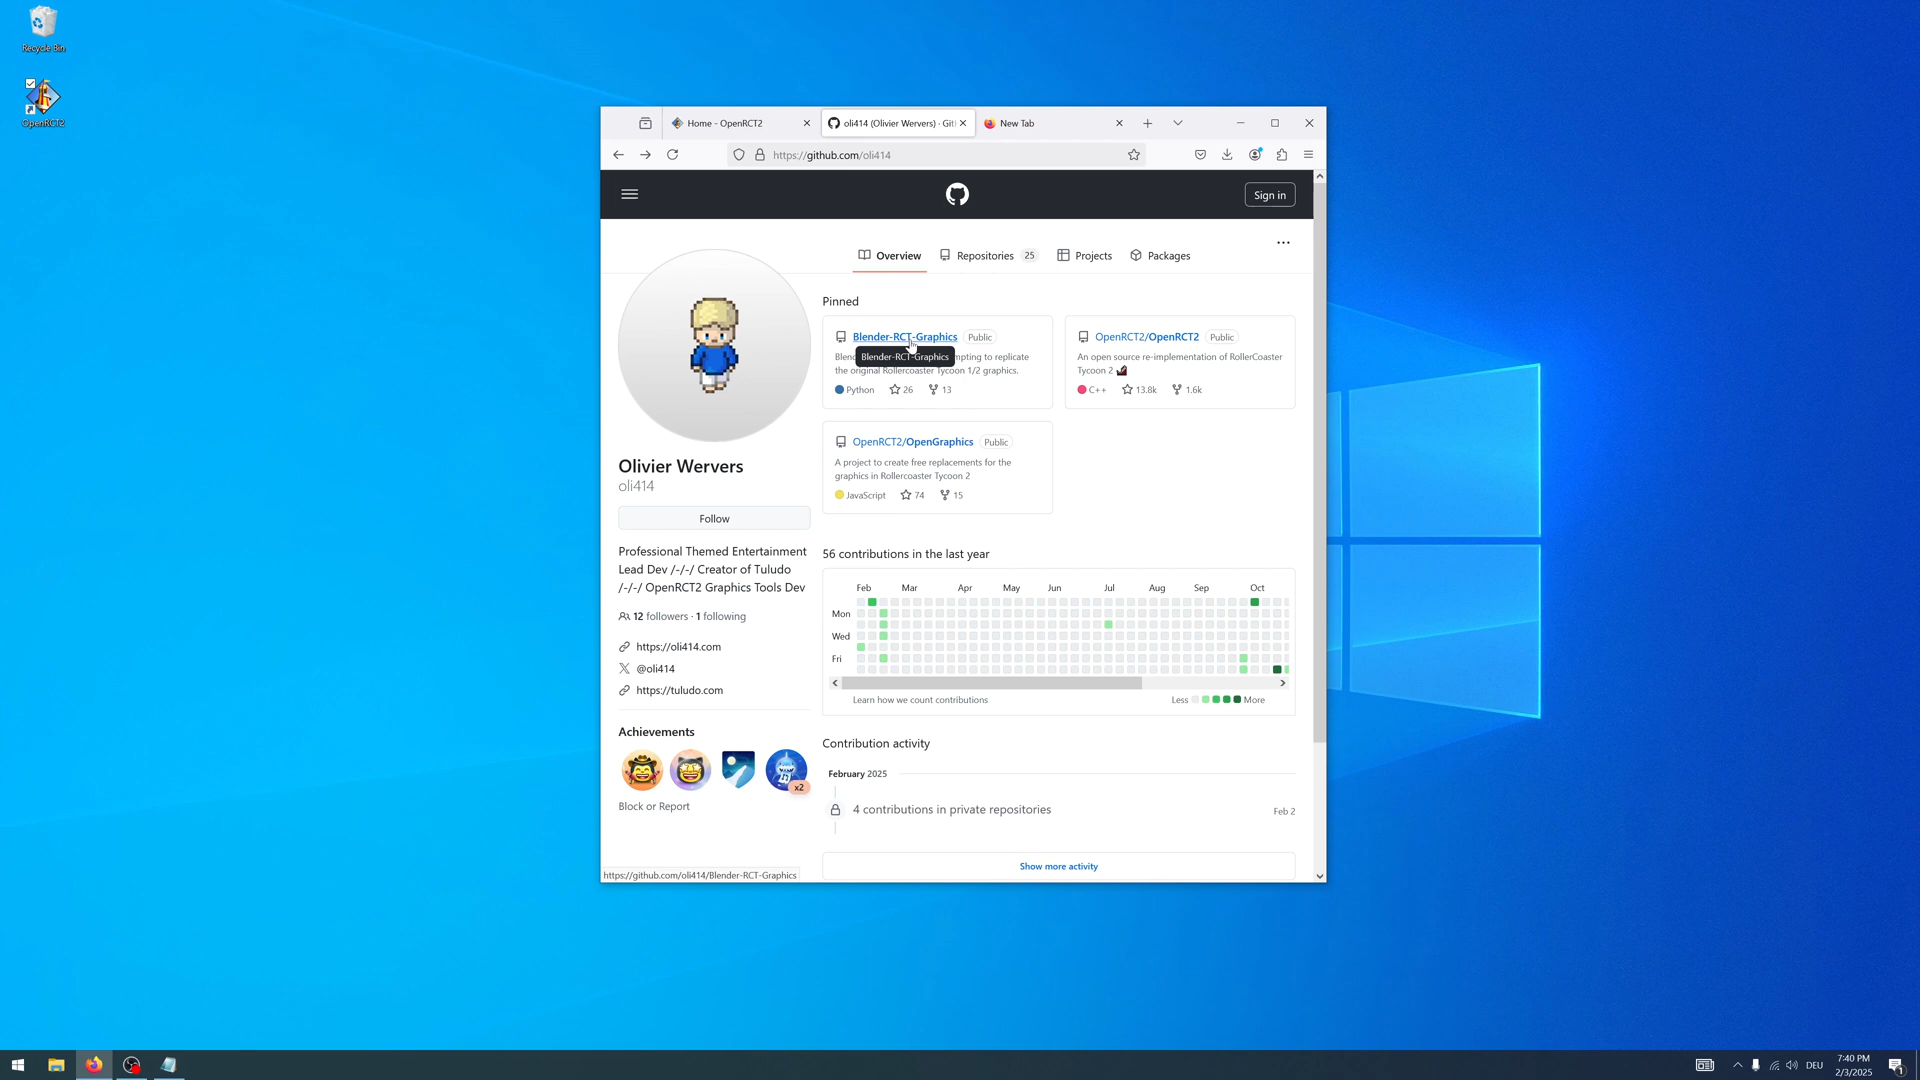 Recycle Bin
OpenRCT2
Home - OpenRCT2
oli414 (Olivier Wervers) · Git
New Tab
https://github.com/oli414
Sign in
Overview
Repositories 25
Projects
Packages
Pinned
Blender-RCT-Graphics Public
Blend
mpting to replicate
Blender-RCT-Graphics
the original Rollercoaster Tycoon 1/2 graphics.
Python 26 13
OpenRCT2/OpenRCT2 Public
An open source re-implementation of RollerCoaster
Tycoon 2
C++ 13.8k 1.6k
OpenRCT2/OpenGraphics Public
A project to create free replacements for the
graphics in Rollercoaster Tycoon 2
JavaScript 74 15
Olivier Wervers
oli414
Follow
Professional Themed Entertainment
Lead Dev /-/-/ Creator of Tuludo
/-/-/ OpenRCT2 Graphics Tools Dev
12 followers · 1 following
https://oli414.com
@oli414
https://tuludo.com
Achievements
x2
Block or Report
56 contributions in the last year
Feb Mar Apr May Jun Jul Aug Sep Oct
Mon
Wed
Fri
Learn how we count contributions
Less More
Contribution activity
February 2025
4 contributions in private repositories
Feb 2
Show more activity
https://github.com/oli414/Blender-RCT-Graphics
DEU
7:40 PM
2/3/2025
1